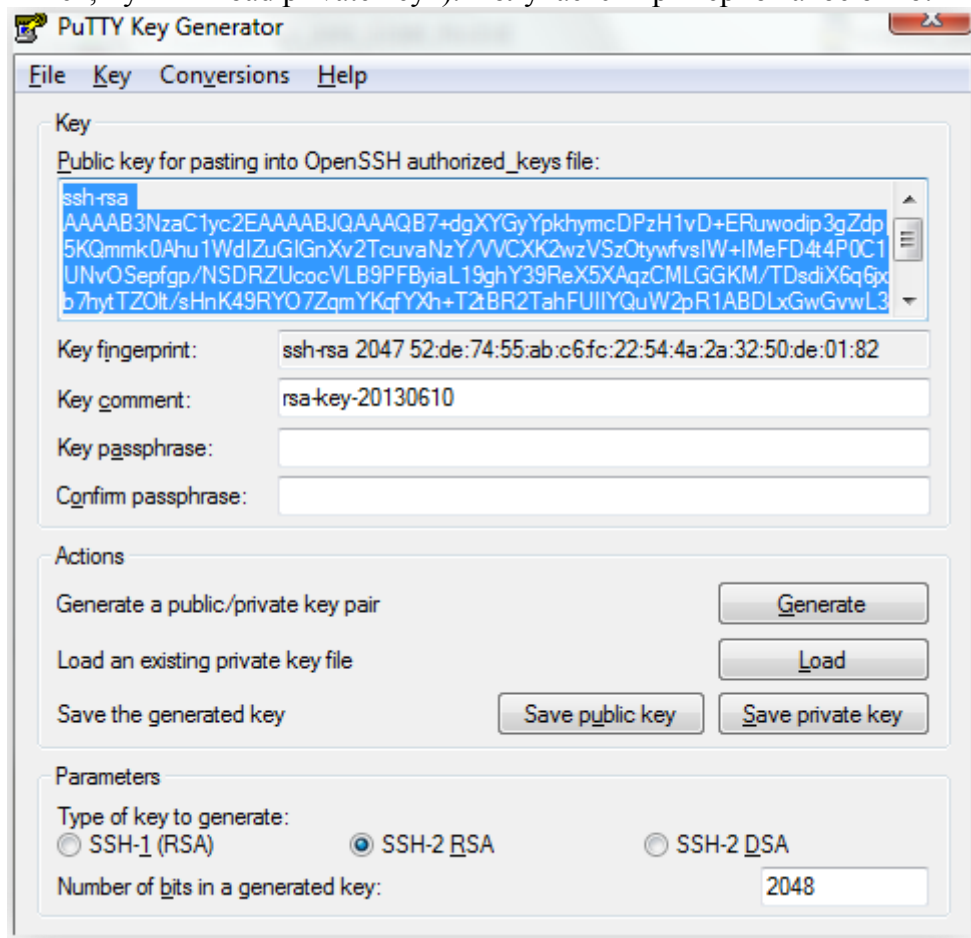 PuTTY Key Generator
File Key Conversions Help
Key
Public key for pasting into OpenSSH authorized_keys file:
ssh-rsa
AAAAB3NzaC1yc2EAAAABJQAAAQB7+dgXYGyYpkhymcDPzH1vD+ERuwodip3gZdp
5KQmmk0Ahu1WdIZuGIGnXv2TcuvaNzY/VVCXK2wzVSzOtywfvsIW+IMeFD4t4P0C1
UNvOSepfgp/NSDRZUcocVLB9PFByiaL19ghY39ReX5XAqzCMLGGKM/TDsdiX6q6jx
b7hytTZOlt/sHnK49RYO7ZqmYKqfYXh+T2tBR2TahFUIIYQuW2pR1ABDLxGwGvwL3
Key fingerprint: ssh-rsa 2047 52:de:74:55:ab:c6:fc:22:54:4a:2a:32:50:de:01:82
Key comment: rsa-key-20130610
Key passphrase:
Confirm passphrase:
Actions
Generate a public/private key pair Generate
Load an existing private key file Load
Save the generated key Save public key Save private key
Parameters
Type of key to generate:
SSH-1 (RSA) SSH-2 RSA SSH-2 DSA
Number of bits in a generated key: 2048